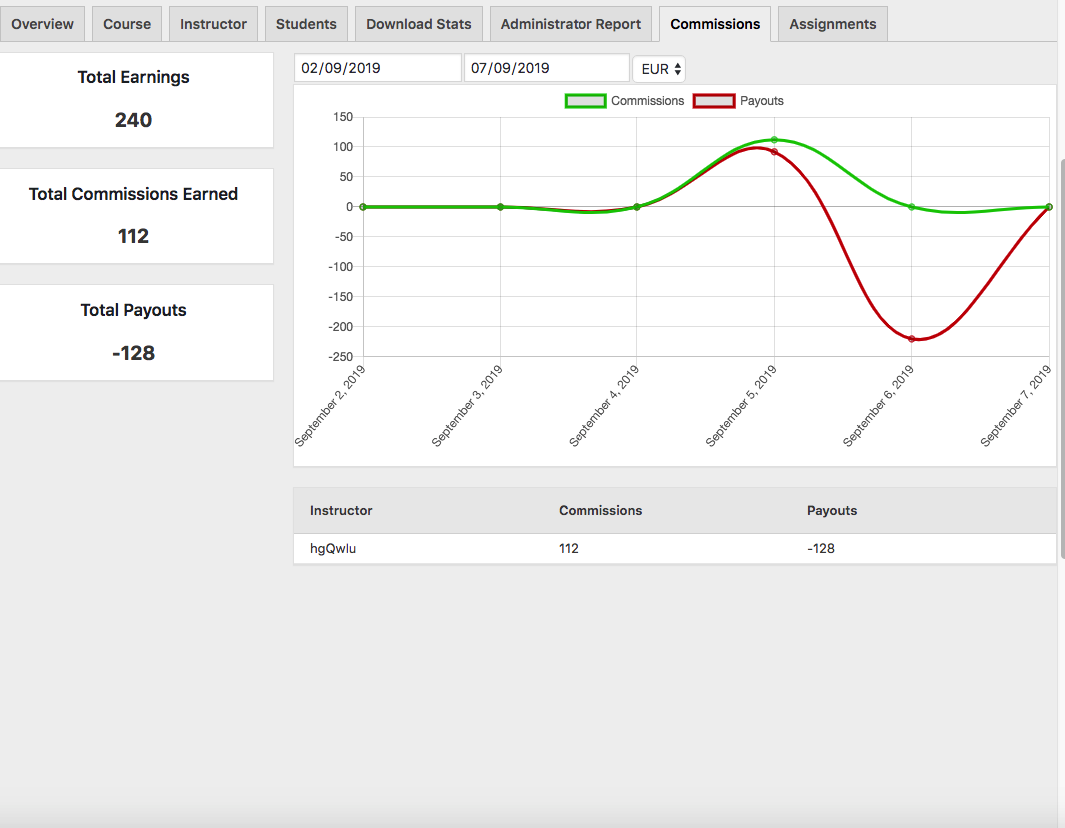 Overview Course Instructor Students Download Stats Administrator Report Commissions Assignments
Total Earnings
240
Total Commissions Earned
112
Total Payouts
-128
02/09/2019 07/09/2019 EUR
Commissions Payouts
150
100
50
0
-50
-100
-150
-200
-250
September 2, 2019 September 3, 2019 September 4, 2019 September 5, 2019 September 6, 2019 September 7, 2019
Instructor Commissions Payouts
hgQwlu 112 -128